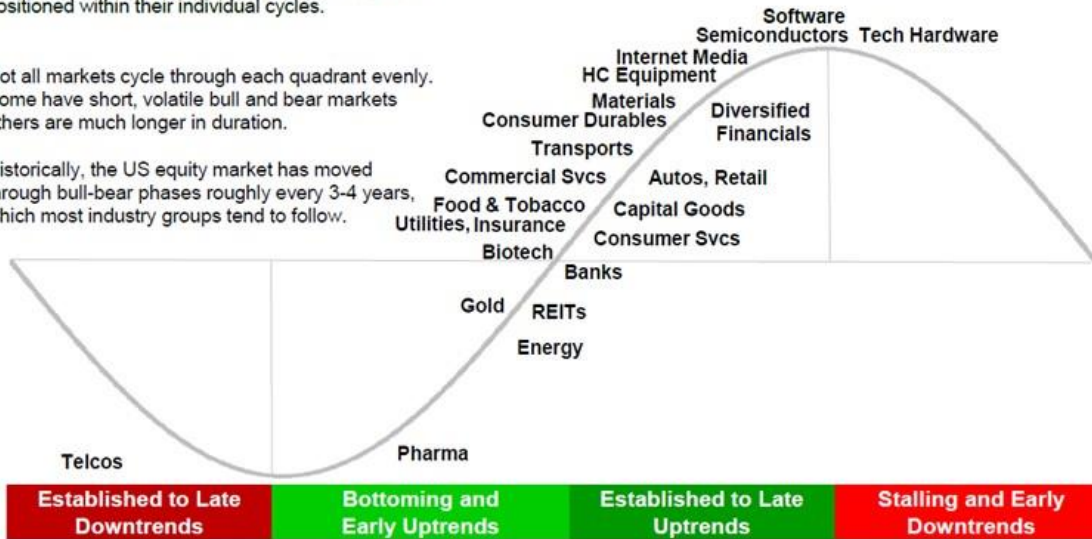 ositioned within their individual cycles.
ot all markets cycle through each quadrant evenly.
ome have short, volatile bull and bear markets
thers are much longer in duration.
istorically, the US equity market has moved
hrough bull-bear phases roughly every 3-4 years,
hich most industry groups tend to follow.
Software
Semiconductors Tech Hardware
Internet Media
HC Equipment
Materials
Diversified
Financials
Consumer Durables
Transports
Commercial Svcs
Autos, Retail
Food & Tobacco
Capital Goods
Utilities, Insurance
Consumer Svcs
Biotech
Banks
Gold
REITs
Energy
Pharma
Telcos
Established to Late
Downtrends
Bottoming and
Early Uptrends
Established to Late
Uptrends
Stalling and Early
Downtrends